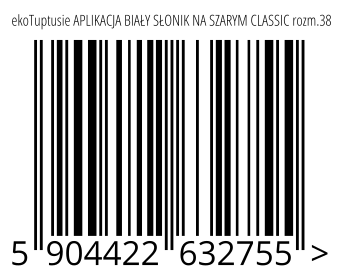 ekoTuptusie APLIKACJA BIAŁY SŁONIK NA SZARYM CLASSIC rozm.38
5 904422 632755 >